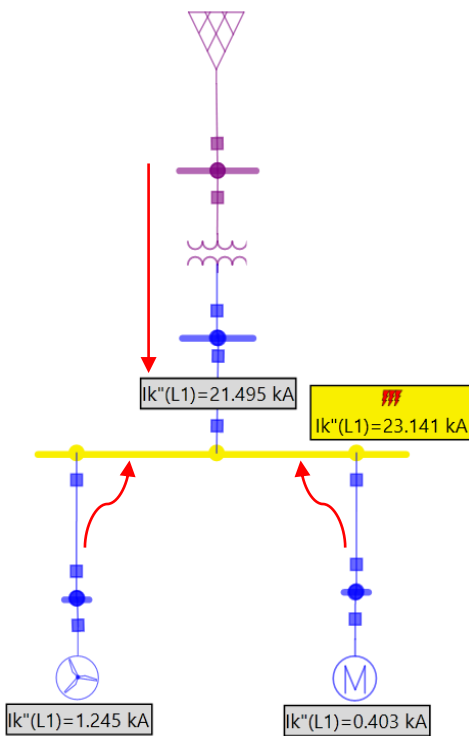 Ik"(L1)=21.495 kA
Ik"(L1)=23.141 kA
M
Ik"(L1)=1.245 kA
Ik"(L1)=0.403 kA